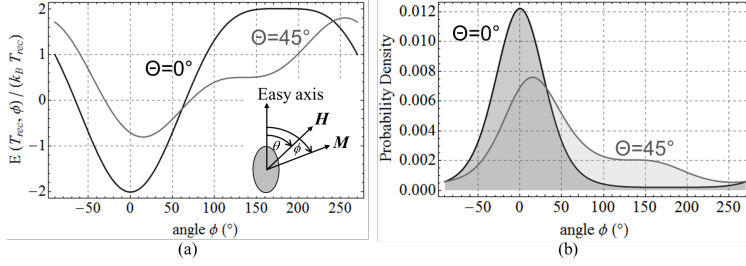 (a)
E (T_rec, ϕ) / (k_B T_rec)
2
1
0
−1
−2
Θ=0°
Θ=45°
Easy axis
H
M
θ
ϕ
−50 0 50 100 150 200 250
angle ϕ (°)
(a)
(b)
Probability Density
0.012
0.010
0.008
0.006
0.004
0.002
0.000
Θ=0°
Θ=45°
−50 0 50 100 150 200 250
angle ϕ (°)
(b)